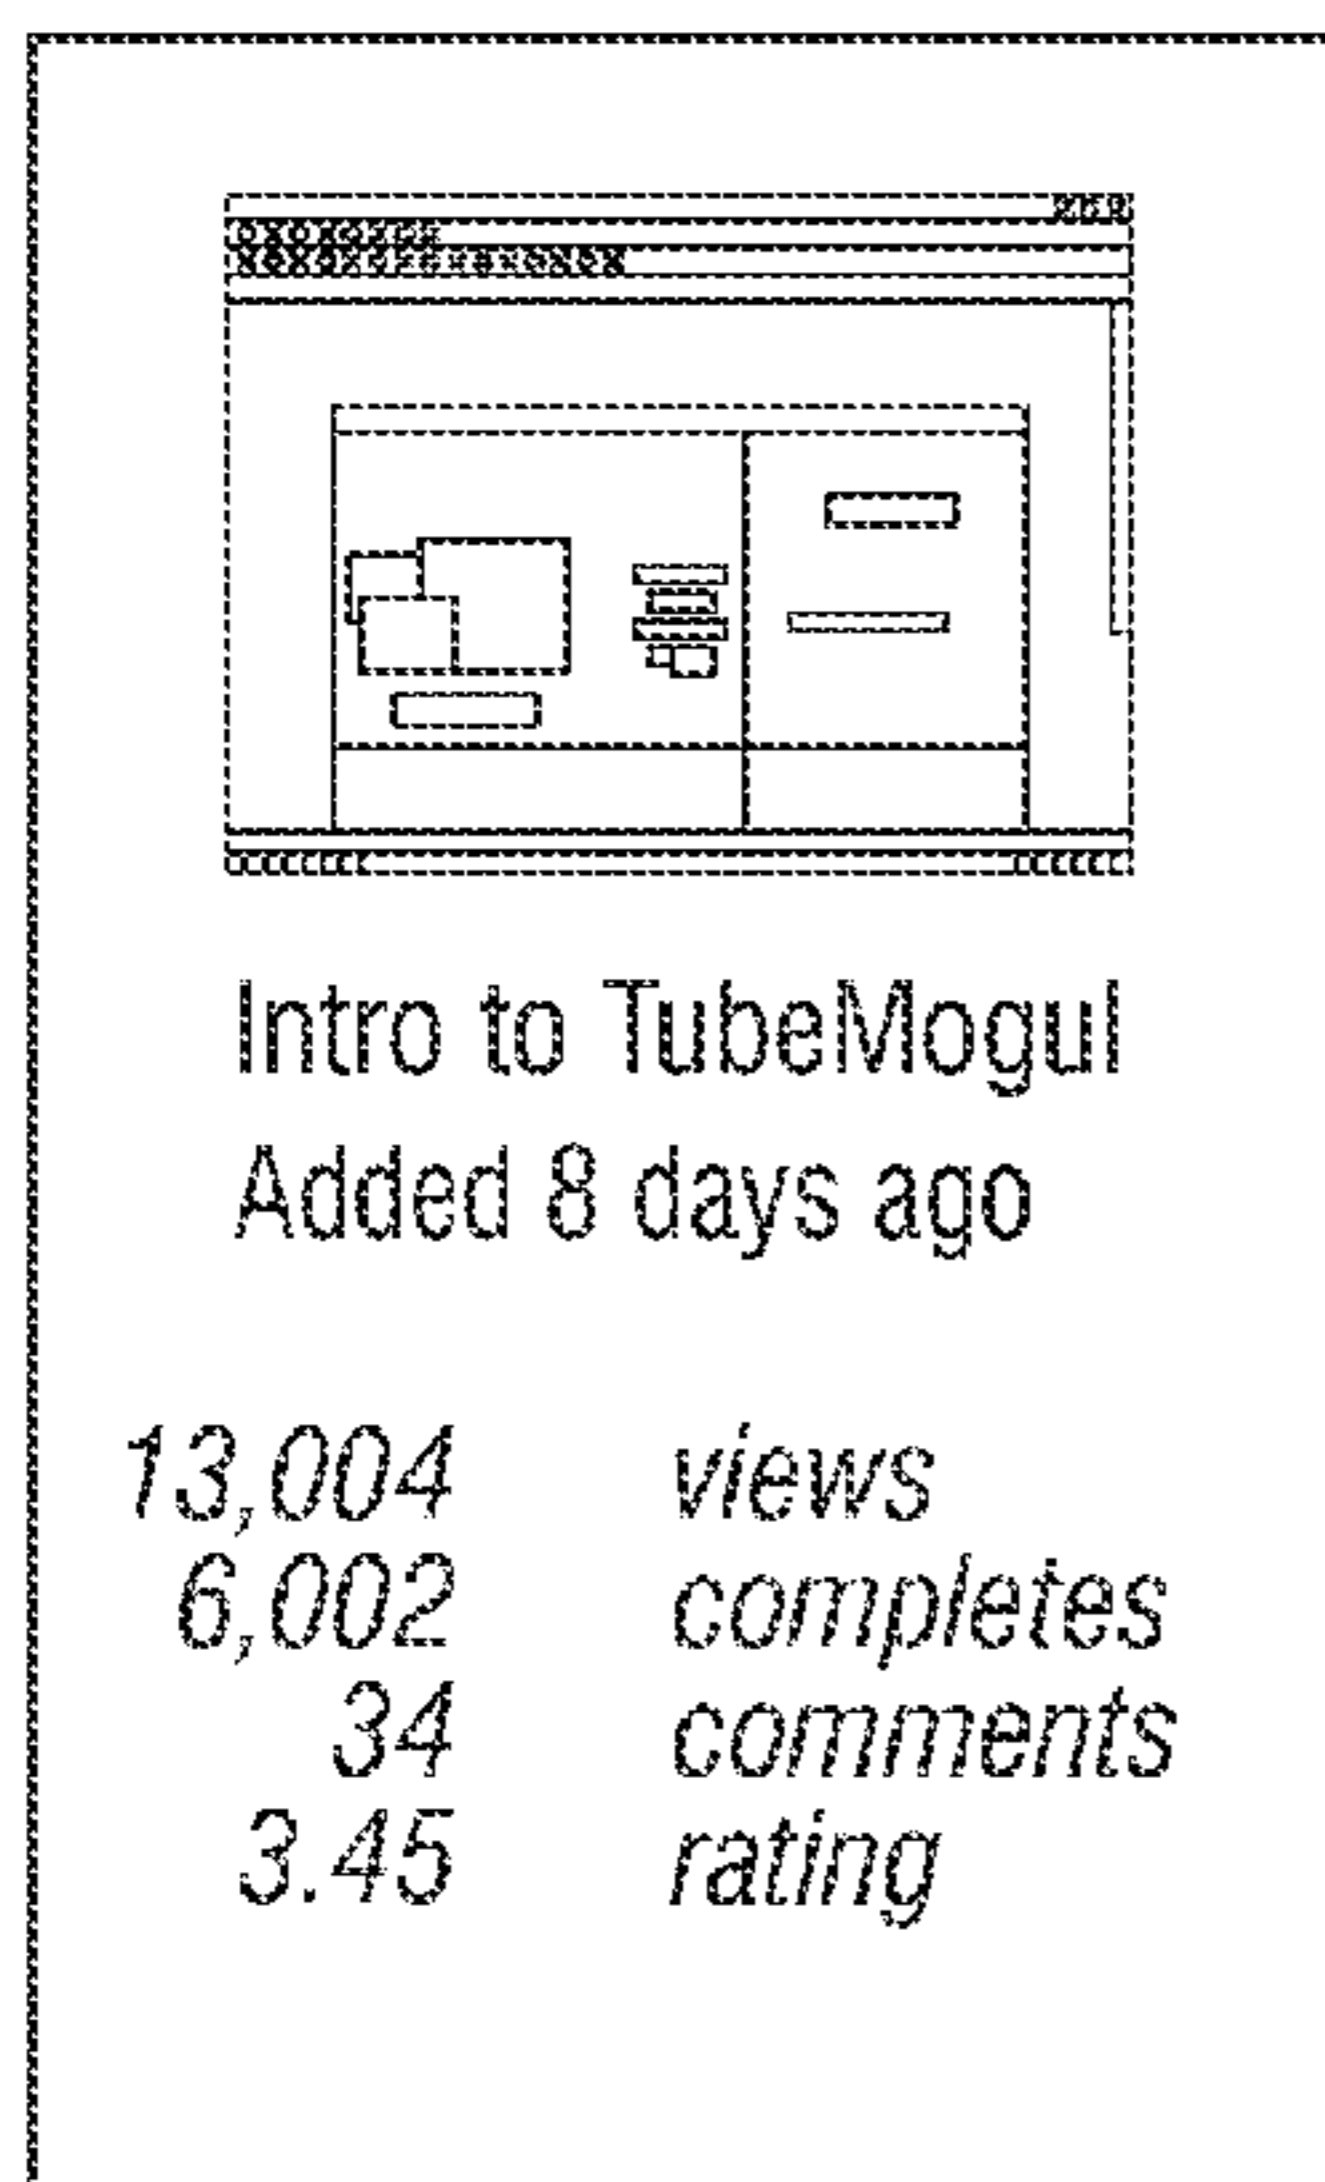 Intro to TubeMogul
Added 8 days ago
13,004 views
6,002 completes
34 comments
3.45 rating